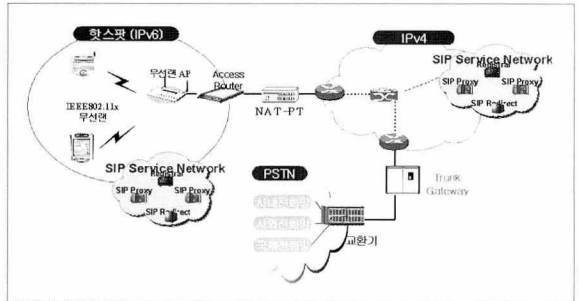 핫스팟 (IPv6)
무선랜 AP
Access
Router
IEEE802.11x
무선랜
NAT-PT
IPv4
SIP Service Network
Registral
SIP Proxy
SIP Proxy
SIP Redirect
SIP Service Network
Registral
SIP Proxy
SIP Proxy
SIP Redirect
PSTN
Trunk
Gateway
교환기